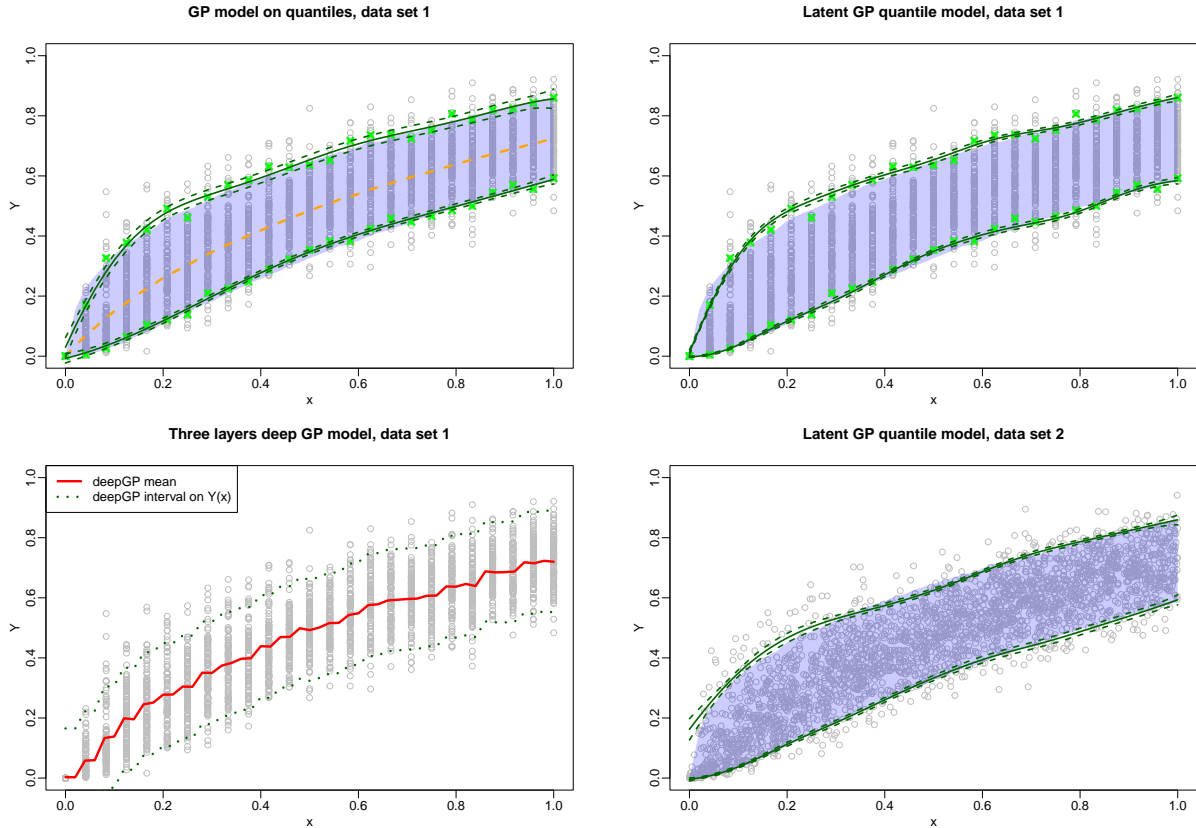 GP model on quantiles, data set 1
Y
0.0 0.2 0.4 0.6 0.8 1.0
0.0 0.2 0.4 0.6 0.8 1.0
x
Latent GP quantile model, data set 1
Y
0.0 0.2 0.4 0.6 0.8 1.0
0.0 0.2 0.4 0.6 0.8 1.0
x
Three layers deep GP model, data set 1
deepGP mean
deepGP interval on Y(x)
Y
0.0 0.2 0.4 0.6 0.8 1.0
0.0 0.2 0.4 0.6 0.8 1.0
x
Latent GP quantile model, data set 2
Y
0.0 0.2 0.4 0.6 0.8 1.0
0.0 0.2 0.4 0.6 0.8 1.0
x